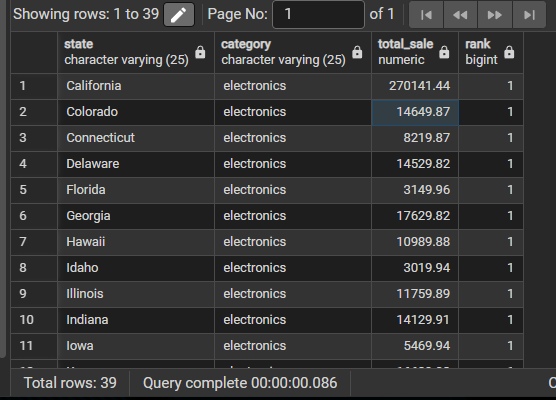 Showing rows: 1 to 39 Page No: 1 of 1
state category total_sale rank
character varying (25) character varying (25) numeric bigint
1 California electronics 270141.44 1
2 Colorado electronics 14649.87 1
3 Connecticut electronics 8219.87 1
4 Delaware electronics 14529.82 1
5 Florida electronics 3149.96 1
6 Georgia electronics 17629.82 1
7 Hawaii electronics 10989.88 1
8 Idaho electronics 3019.94 1
9 Illinois electronics 11759.89 1
10 Indiana electronics 14129.91 1
11 Iowa electronics 5469.94 1
Total rows: 39 Query complete 00:00:00.086